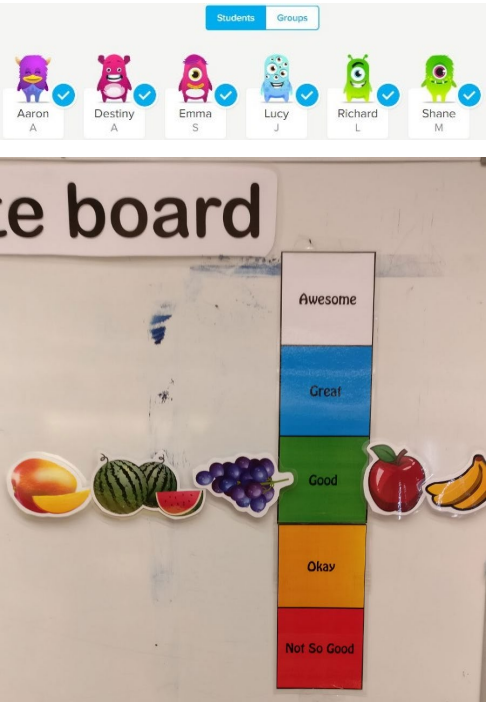 Students Groups
Aaron Destiny Emma Lucy Richard Shane
A A S J L M
te board
Awesome
Great
Good
Okay
Not So Good